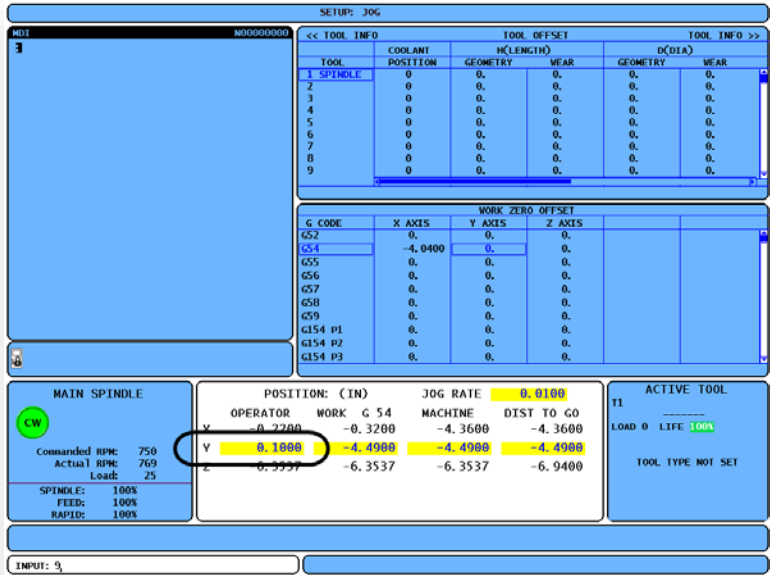 SETUP: JOG
MDI N00000000
<< TOOL INFO TOOL OFFSET TOOL INFO >>
COOLANT H(LENGTH) D(DIA)
TOOL POSITION GEOMETRY WEAR GEOMETRY WEAR
1 SPINDLE 0 0. 0. 0. 0.
2 0 0. 0. 0. 0.
3 0 0. 0. 0. 0.
4 0 0. 0. 0. 0.
5 0 0. 0. 0. 0.
6 0 0. 0. 0. 0.
7 0 0. 0. 0. 0.
8 0 0. 0. 0. 0.
9 0 0. 0. 0. 0.
WORK ZERO OFFSET
G CODE X AXIS Y AXIS Z AXIS
G52 0. 0. 0.
G54 -4.0400 0. 0.
G55 0. 0. 0.
G56 0. 0. 0.
G57 0. 0. 0.
G58 0. 0. 0.
G59 0. 0. 0.
G154 P1 0. 0. 0.
G154 P2 0. 0. 0.
G154 P3 0. 0. 0.
MAIN SPINDLE
CW
Commanded RPM: 750
Actual RPM: 769
Load: 25
SPINDLE: 100%
FEED: 100%
RAPID: 100%
POSITION: (IN) JOG RATE 0.0100
OPERATOR WORK G 54 MACHINE DIST TO GO
X -0.2200 -0.3200 -4.3600 -4.3600
Y 0.1000 -4.4900 -4.4900 -4.4900
Z -6.3537 -6.3537 -6.3537 -6.9400
ACTIVE TOOL
T1
LOAD 0 LIFE 100%
TOOL TYPE NOT SET
INPUT: 9,